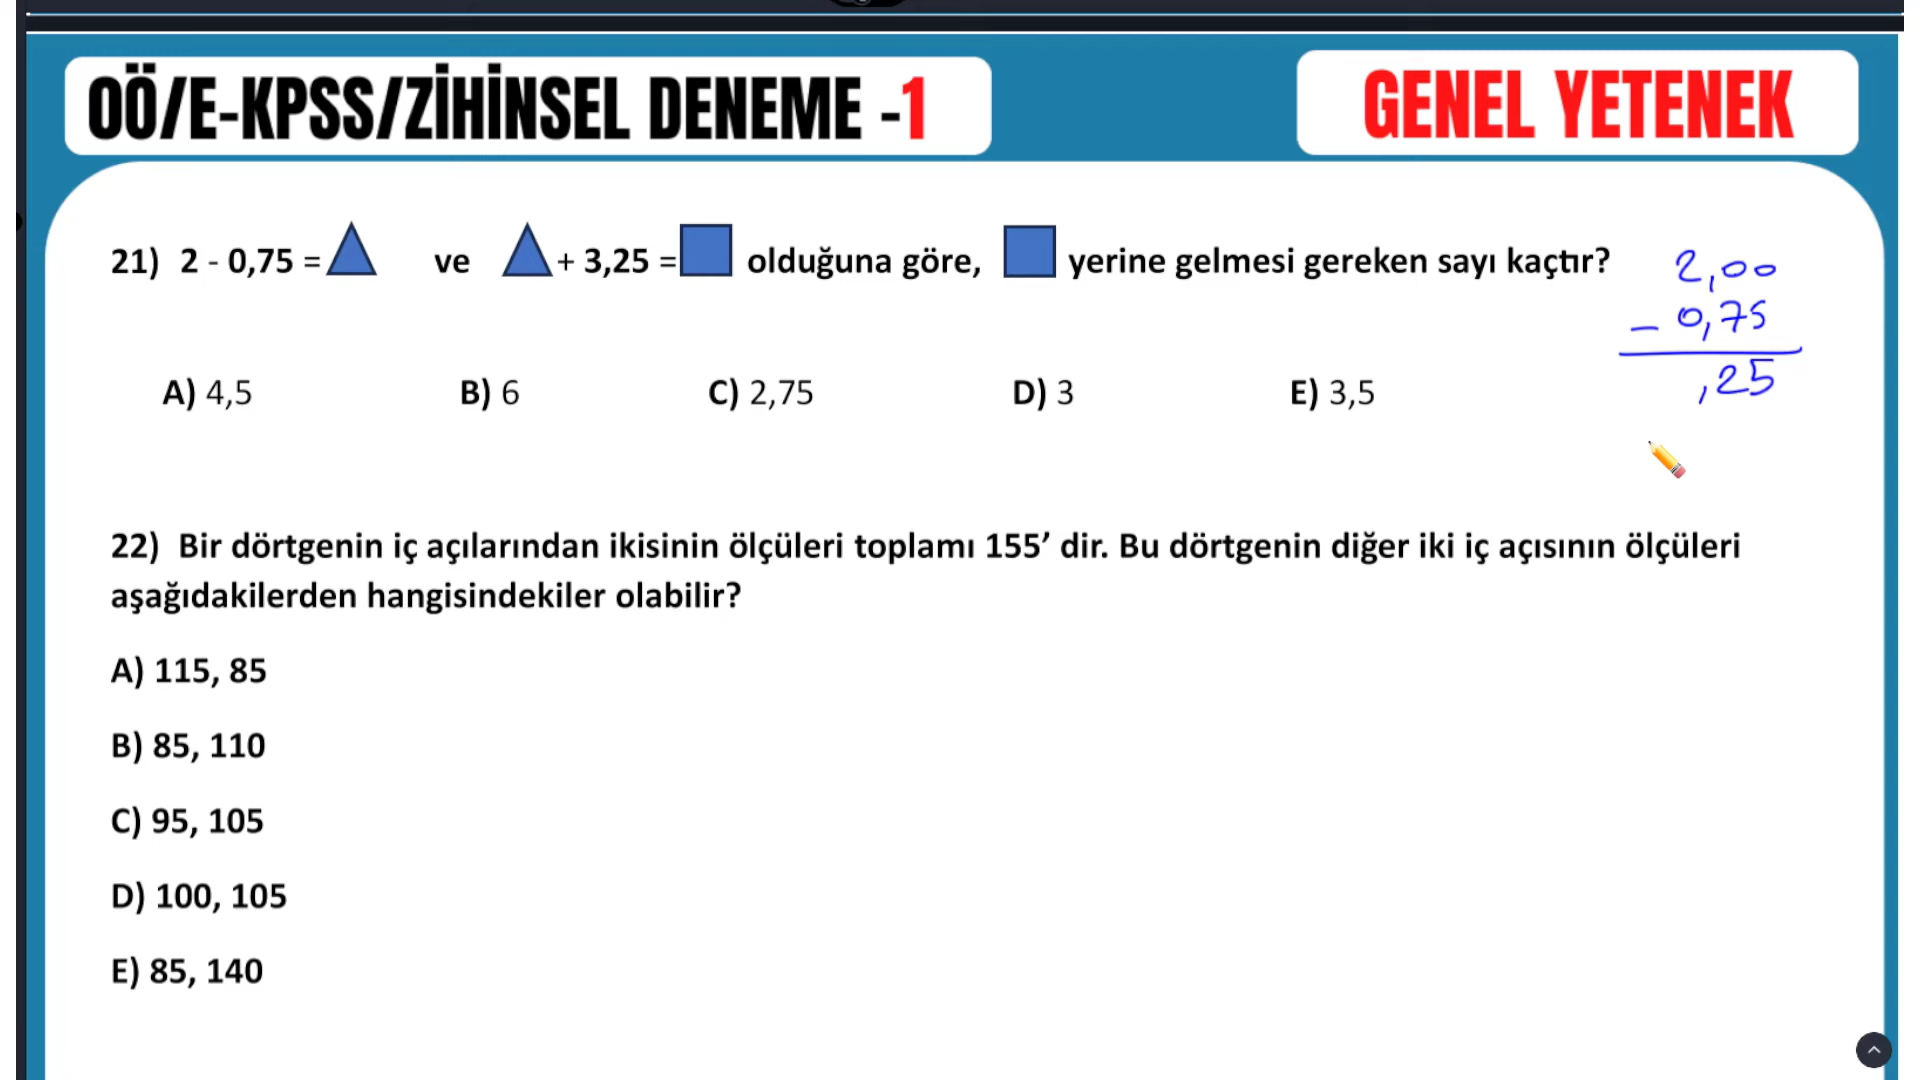 OÖ/E-KPSS/ZİHİNSEL DENEME -1
GENEL YETENEK
21) 2 - 0,75 = ve + 3,25 = olduğuna göre, yerine gelmesi gereken sayı kaçtır?
2,00
- 0,75
,25
A) 4,5 B) 6 C) 2,75 D) 3 E) 3,5
22) Bir dörtgenin iç açılarından ikisinin ölçüleri toplamı 155’ dir. Bu dörtgenin diğer iki iç açısının ölçüleri
aşağıdakilerden hangisindekiler olabilir?
A) 115, 85
B) 85, 110
C) 95, 105
D) 100, 105
E) 85, 140